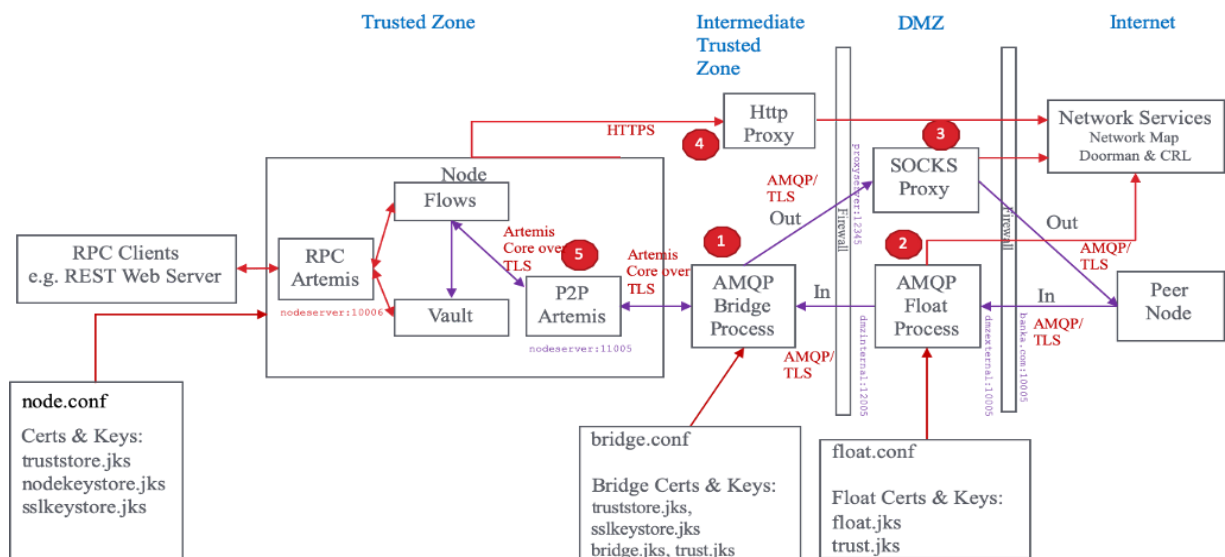 Trusted Zone
Intermediate
Trusted
Zone
DMZ
Internet
HTTPS
4
Http
Proxy
3
Network Services
Network Map
Doorman & CRL
proxyserver:12345
SOCKS
Proxy
Node
Flows
AMQP/
TLS
Out
Firewall
Firewall
Out
AMQP/
TLS
RPC Clients
e.g. REST Web Server
RPC
Artemis
nodeserver:10006
Vault
Artemis
Core over
TLS
5
P2P
Artemis
nodeserver:11005
Artemis
Core over
TLS
1
AMQP
Bridge
Process
In
AMQP/
TLS
dmzinternal:12005
2
AMQP
Float
Process
dmzexternal:10005
banka.com:10005
In
AMQP/
TLS
Peer
Node
node.conf
Certs & Keys:
truststore.jks
nodekeystore.jks
sslkeystore.jks
bridge.conf
Bridge Certs & Keys:
truststore.jks,
sslkeystore.jks
bridge.jks, trust.jks
float.conf
Float Certs & Keys:
float.jks
trust.jks